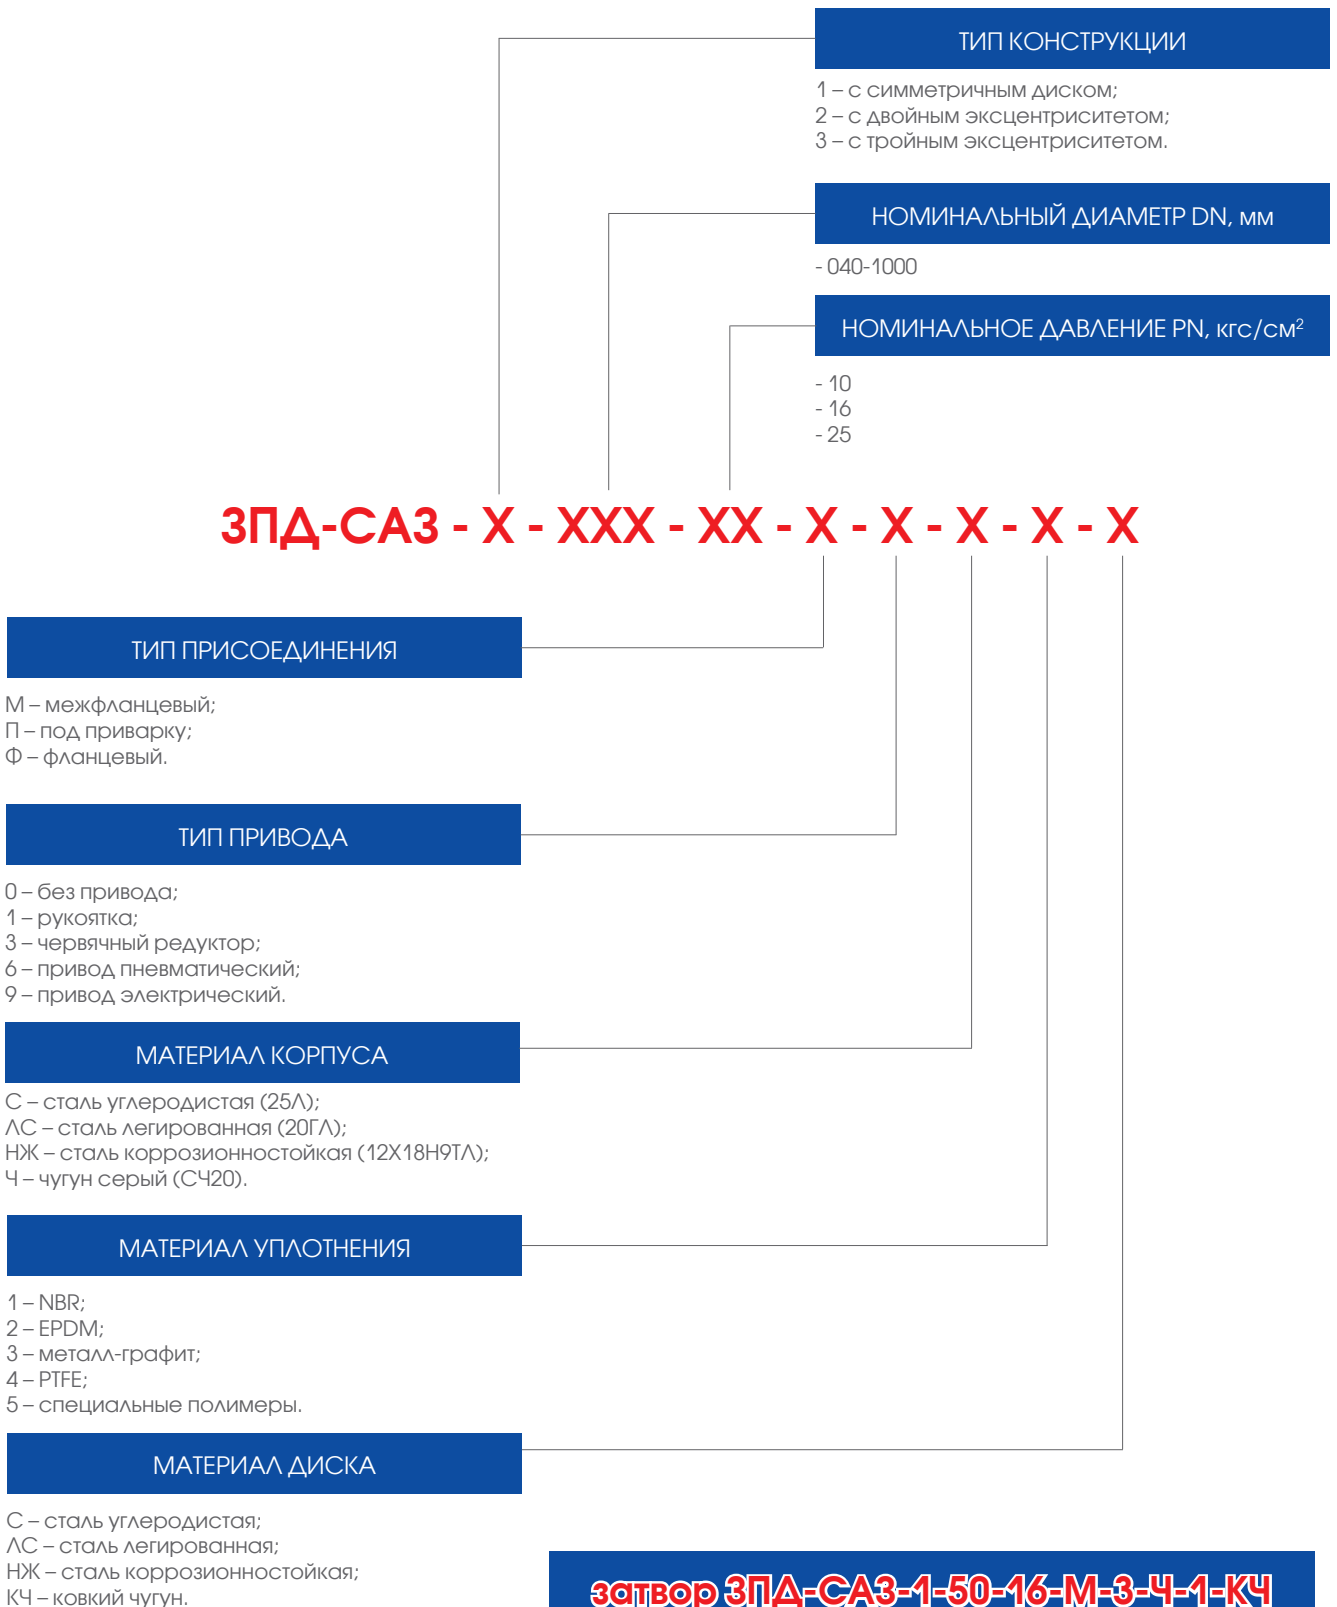 ТИП КОНСТРУКЦИИ
1 – с симметричным диском;
2 – с двойным эксцентриситетом;
3 – с тройным эксцентриситетом.
НОМИНАЛЬНЫЙ ДИАМЕТР DN, мм
- 040-1000
НОМИНАЛЬНОЕ ДАВЛЕНИЕ PN, кгс/см²
- 10
- 16
- 25
ЗПД-САЗ - Х - ХХХ - ХХ - Х - Х - Х - Х - Х
ТИП ПРИСОЕДИНЕНИЯ
М – межфланцевый;
П – под приварку;
Ф – фланцевый.
ТИП ПРИВОДА
0 – без привода;
1 – рукоятка;
3 – червячный редуктор;
6 – привод пневматический;
9 – привод электрический.
МАТЕРИАЛ КОРПУСА
С – сталь углеродистая (25Л);
ЛС – сталь легированная (20ГЛ);
НЖ – сталь коррозионностойкая (12Х18Н9ТЛ);
Ч – чугун серый (СЧ20).
МАТЕРИАЛ УПЛОТНЕНИЯ
1 – NBR;
2 – EPDM;
3 – металл-графит;
4 – PTFE;
5 – специальные полимеры.
МАТЕРИАЛ ДИСКА
С – сталь углеродистая;
ЛС – сталь легированная;
НЖ – сталь коррозионностойкая;
КЧ – ковкий чугун.
затвор ЗПД-САЗ-1-50-16-М-3-Ч-1-КЧ